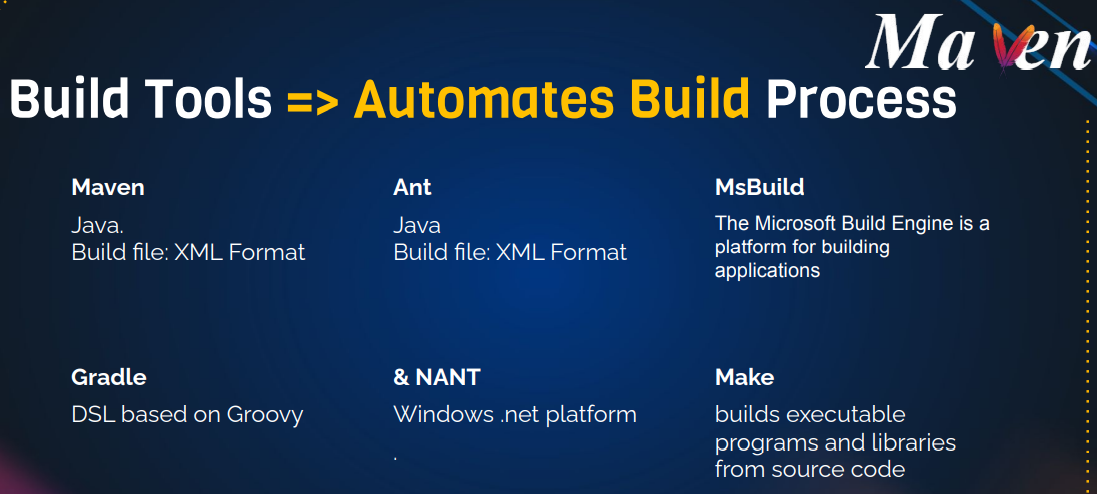 Maven
Build Tools => Automates Build Process
Maven
Java.
Build file: XML Format
Ant
Java
Build file: XML Format
MsBuild
The Microsoft Build Engine is a
platform for building
applications
Gradle
DSL based on Groovy
& NANT
Windows .net platform
.
Make
builds executable
programs and libraries
from source code